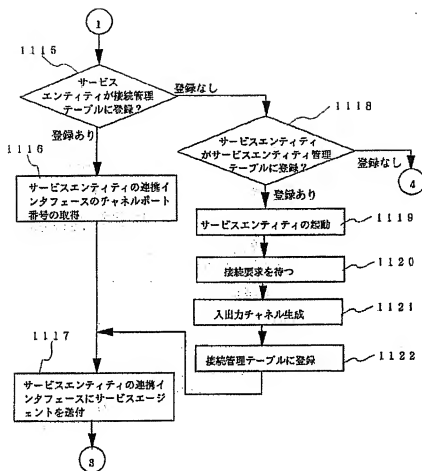 1
1115
サービス
エンティティが接続管理
テーブルに登録？
登録なし
登録あり
1118
サービスエンティティ
がサービスエンティティ管理
テーブルに登録？
登録なし
4
登録あり
1116
サービスエンティティの連携イ
ンタフェースのチャネルポート
番号の取得
1119
サービスエンティティの起動
1120
接続要求を待つ
1121
入出力チャネル生成
1122
接続管理テーブルに登録
1117
サービスエンティティの連携イ
ンタフェースにサービスエージ
ェントを送付
3